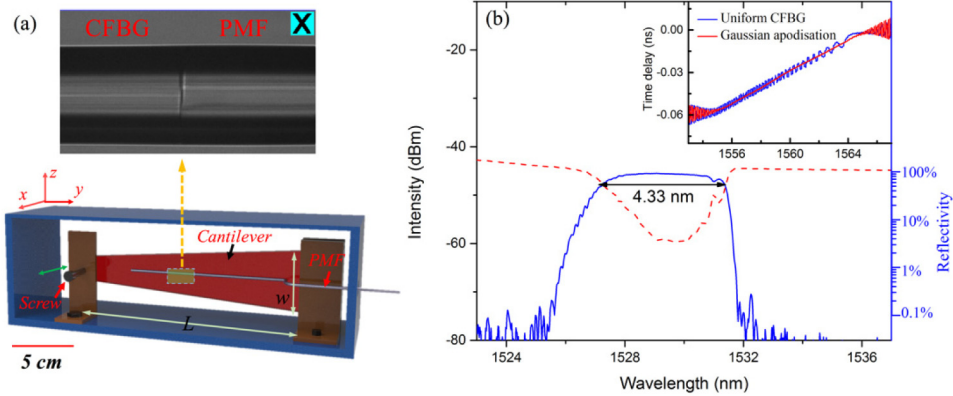 (a)
CFBG PMF X
z
x y
Cantilever
PMF
Screw
w
L
5 cm
(b)
-20
-40
-60
-80
Intensity (dBm)
1524 1528 1532 1536
Wavelength (nm)
4.33 nm
100%
10%
1%
0.1%
Reflectivity
Uniform CFBG
Gaussian apodisation
0.00
-0.03
-0.06
Time delay (ns)
1556 1560 1564